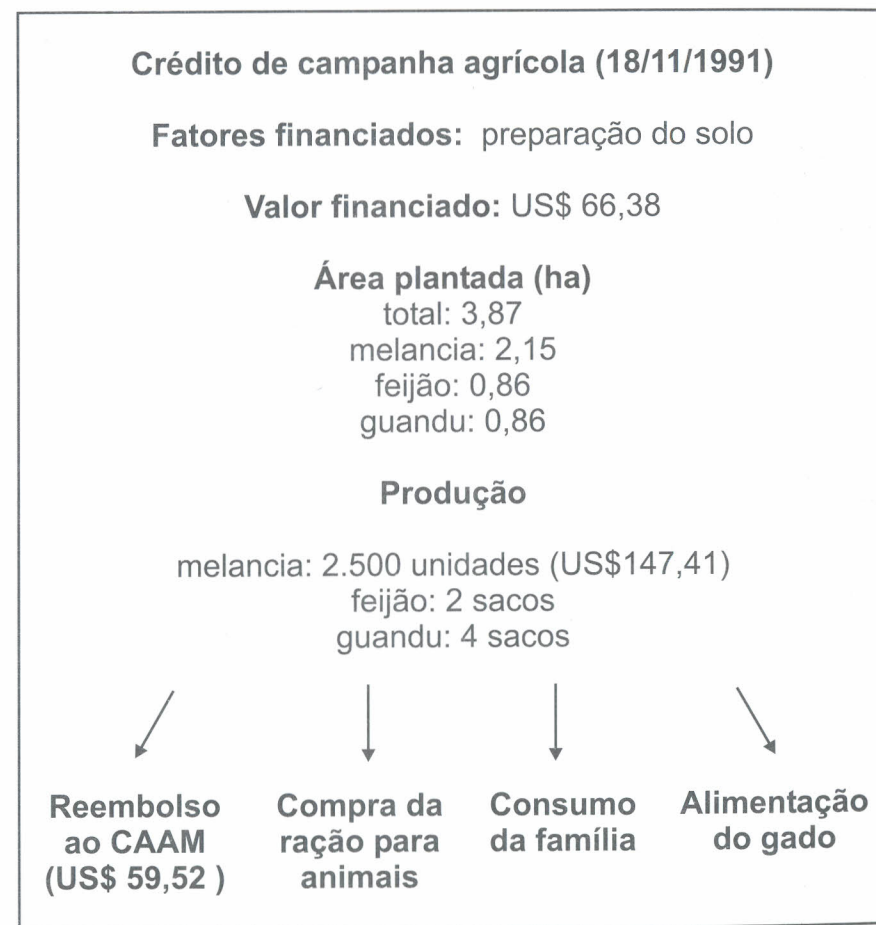 Crédito de campanha agrícola (18/11/1991)
Fatores financiados: preparação do solo
Valor financiado: US$ 66,38
Área plantada (ha)
total: 3,87
melancia: 2,15
feijão: 0,86
guandu: 0,86
Produção
melancia: 2.500 unidades (US$147,41)
feijão: 2 sacos
guandu: 4 sacos
Reembolso
ao CAAM
(US$ 59,52 )
Compra da
ração para
animais
Consumo
da família
Alimentação
do gado